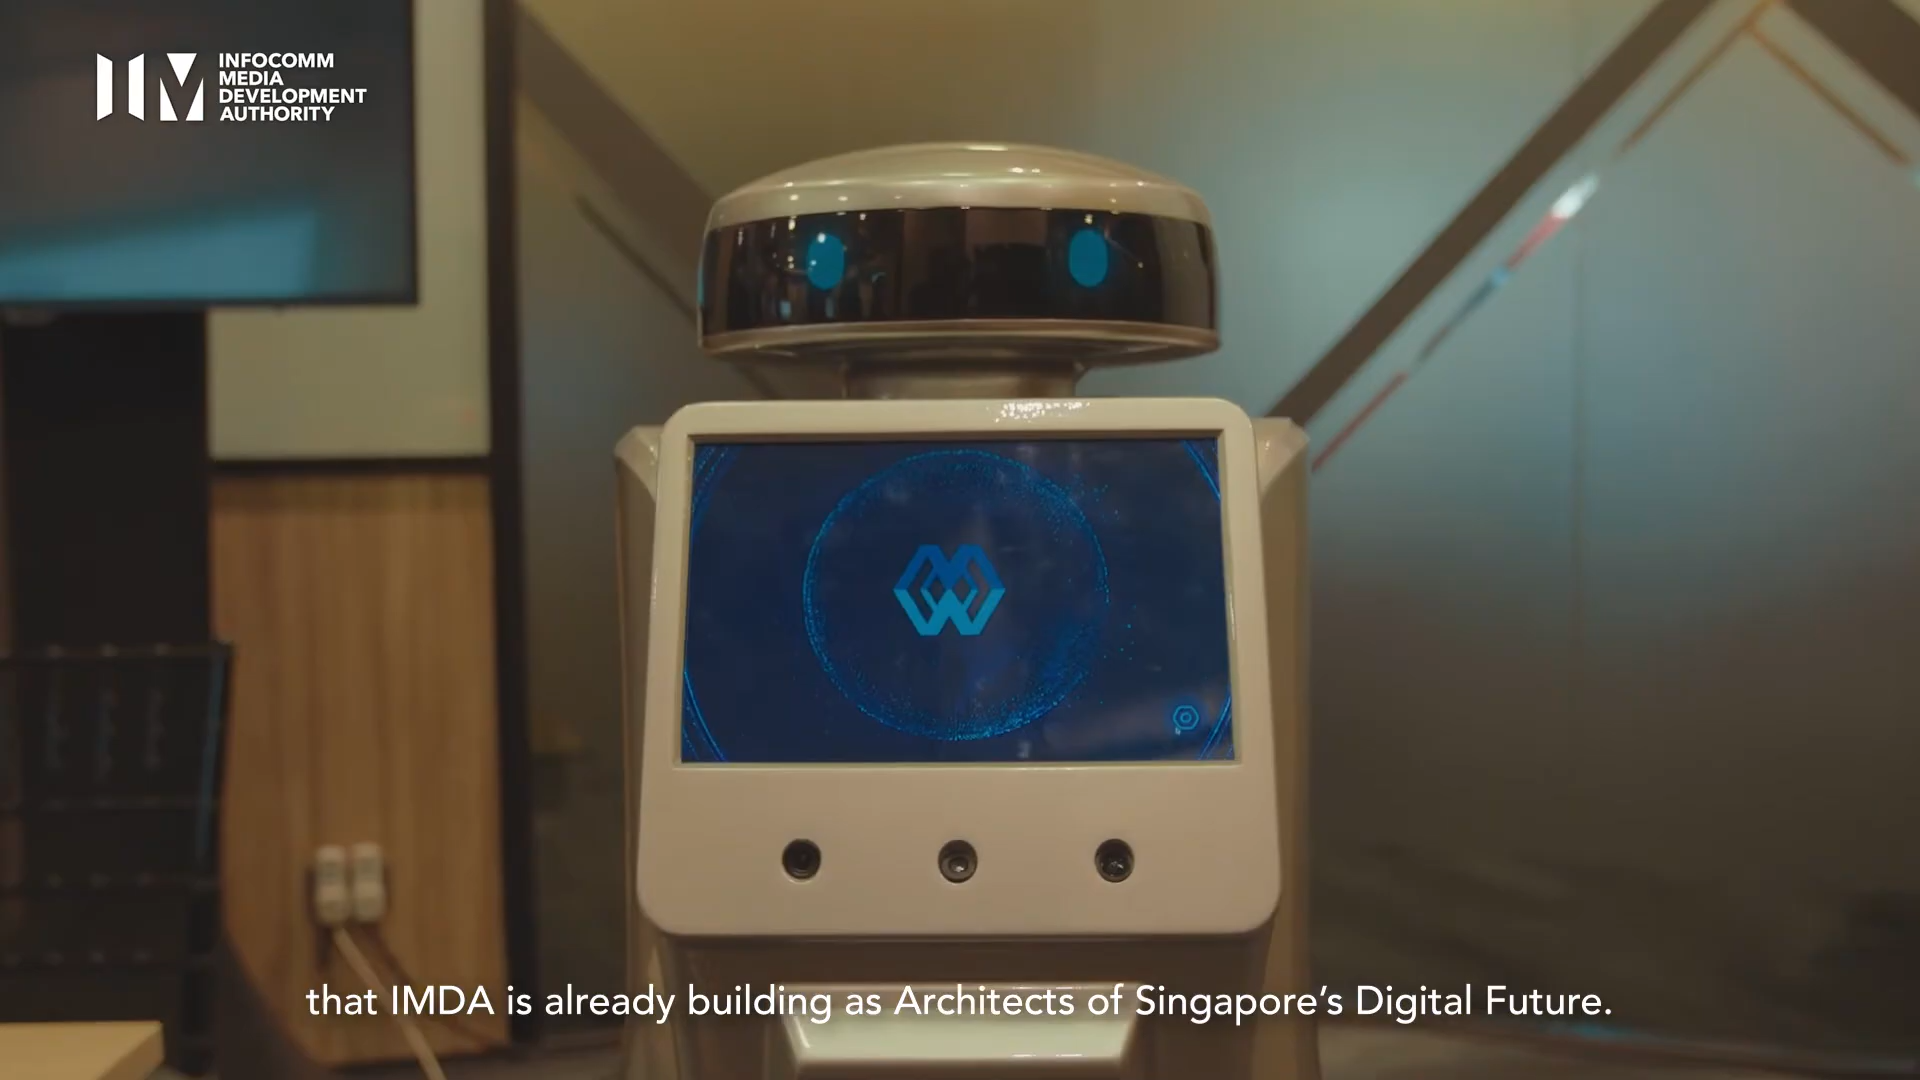 INFOCOMM
MEDIA
DEVELOPMENT
AUTHORITY
that IMDA is already building as Architects of Singapore’s Digital Future.